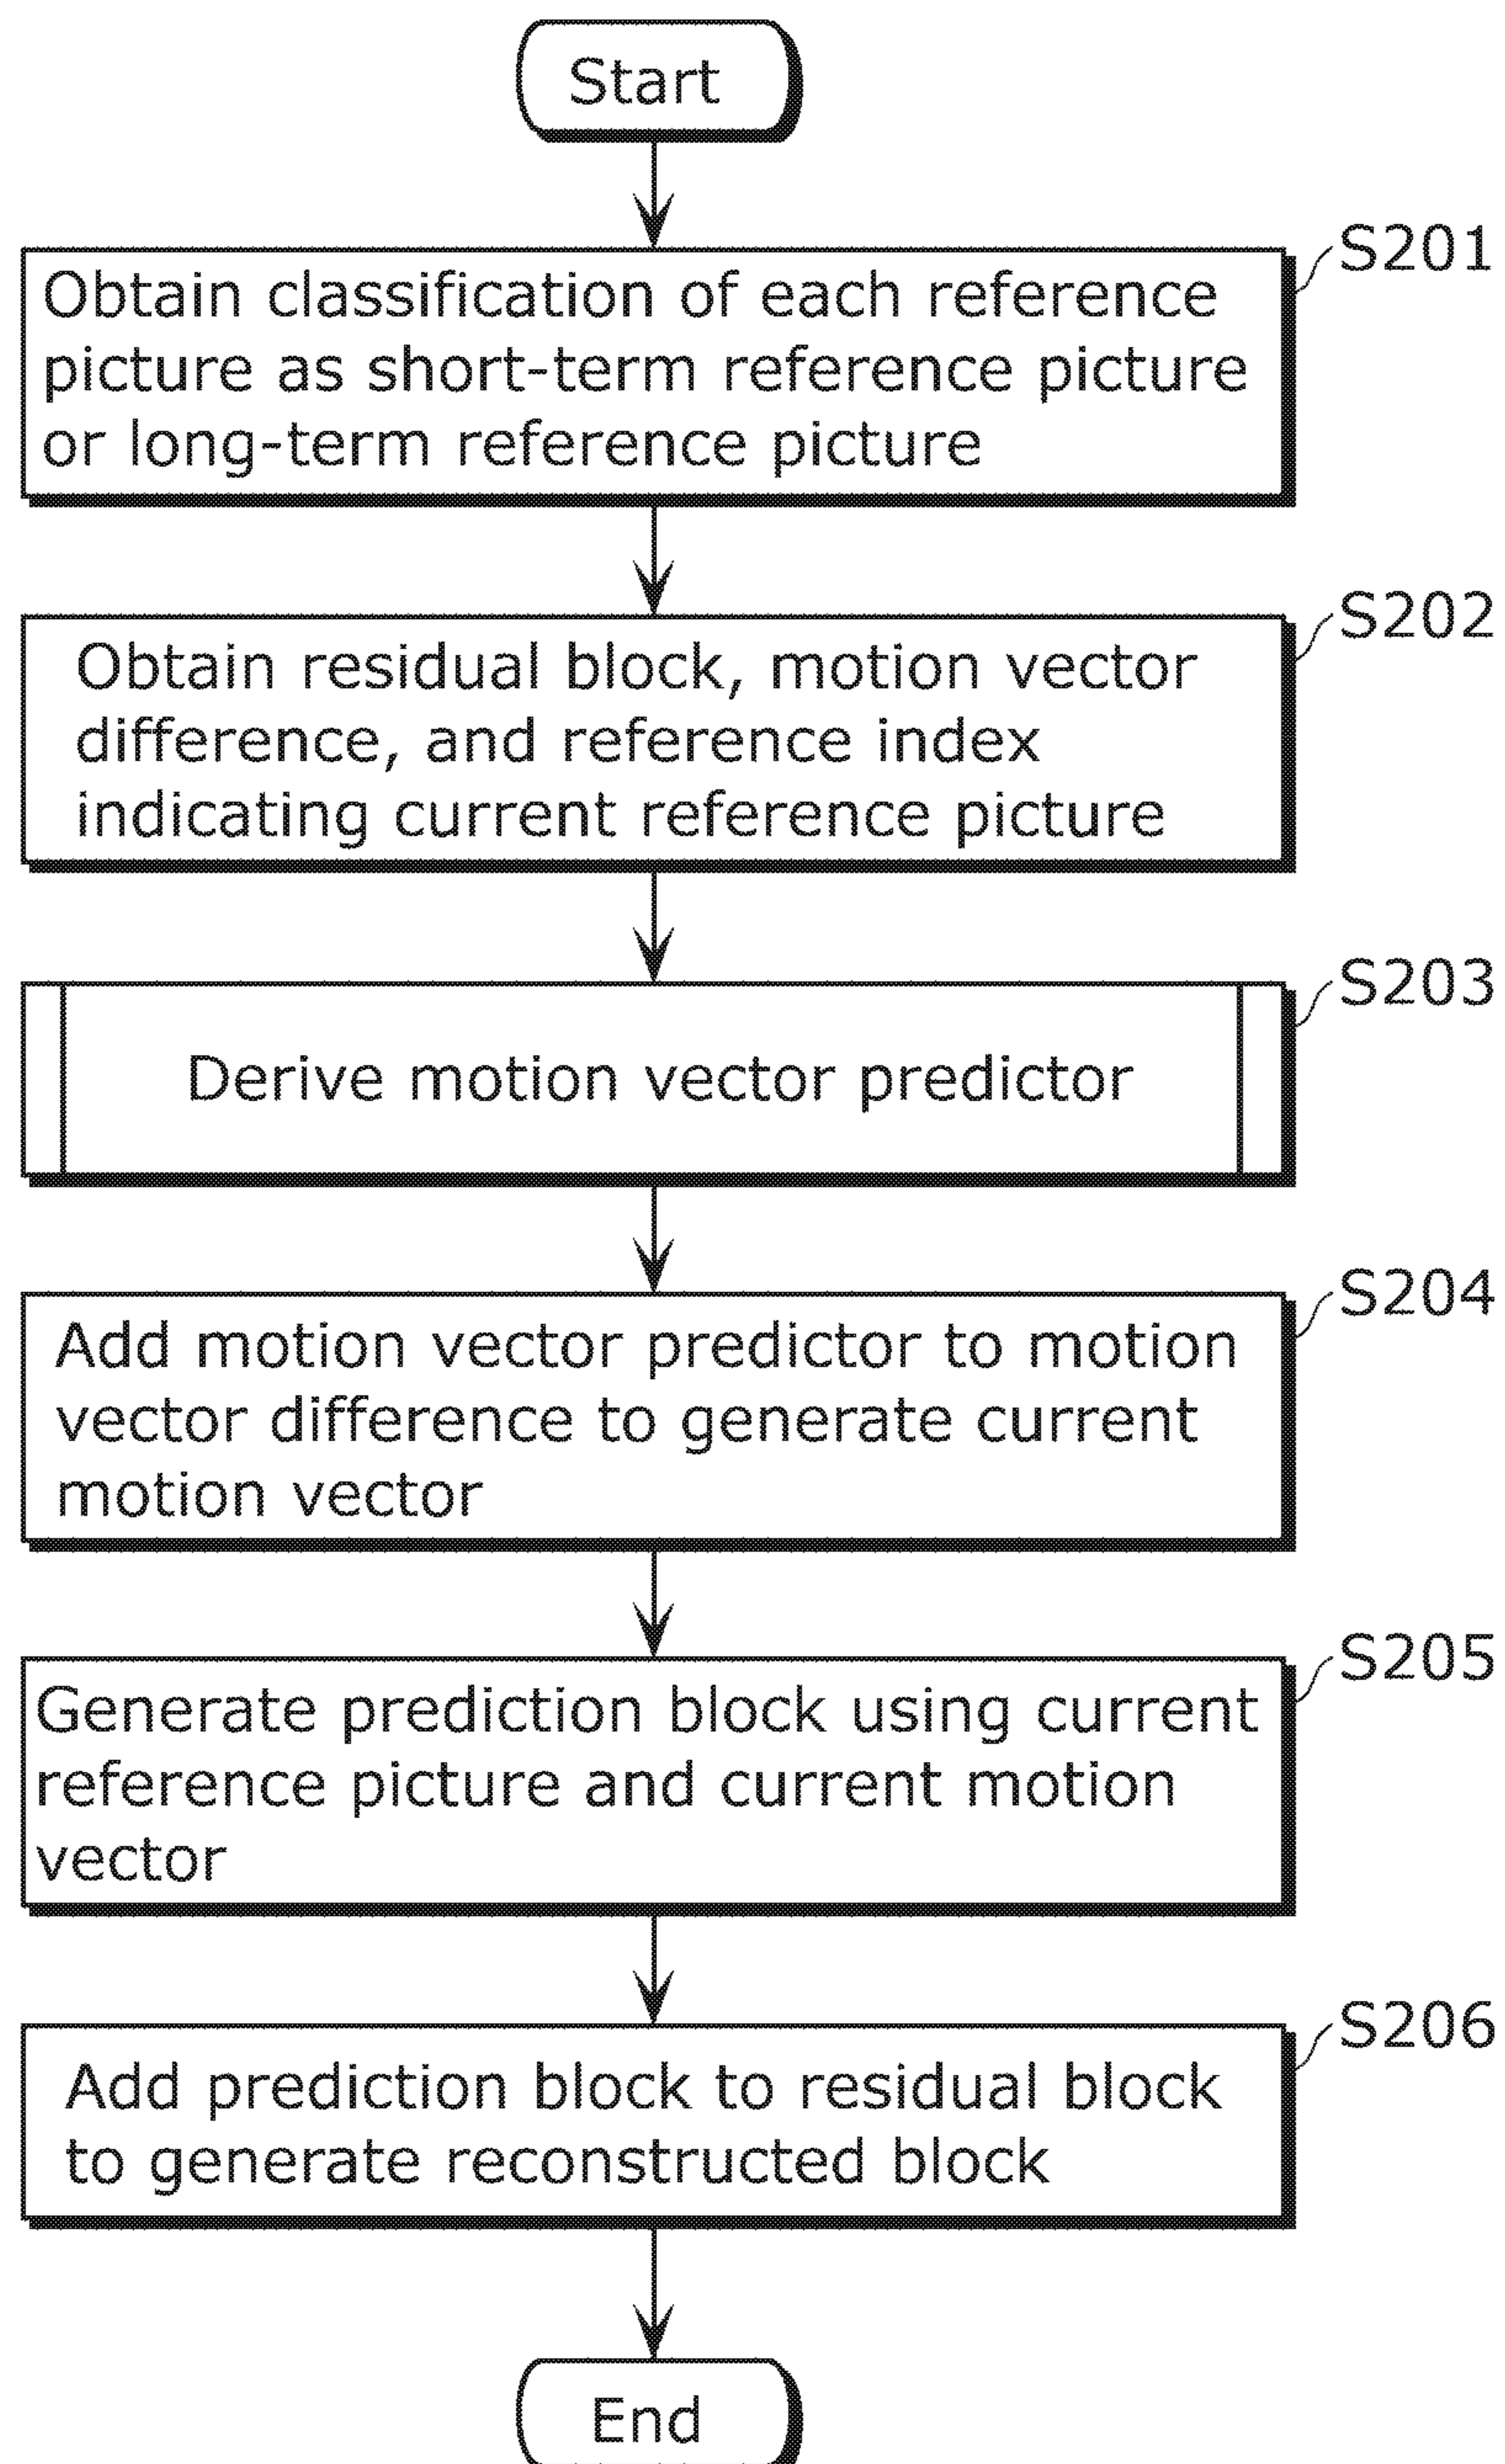 Start
S201
Obtain classification of each reference
picture as short-term reference picture
or long-term reference picture
S202
Obtain residual block, motion vector
difference, and reference index
indicating current reference picture
S203
Derive motion vector predictor
S204
Add motion vector predictor to motion
vector difference to generate current
motion vector
S205
Generate prediction block using current
reference picture and current motion
vector
S206
Add prediction block to residual block
to generate reconstructed block
End